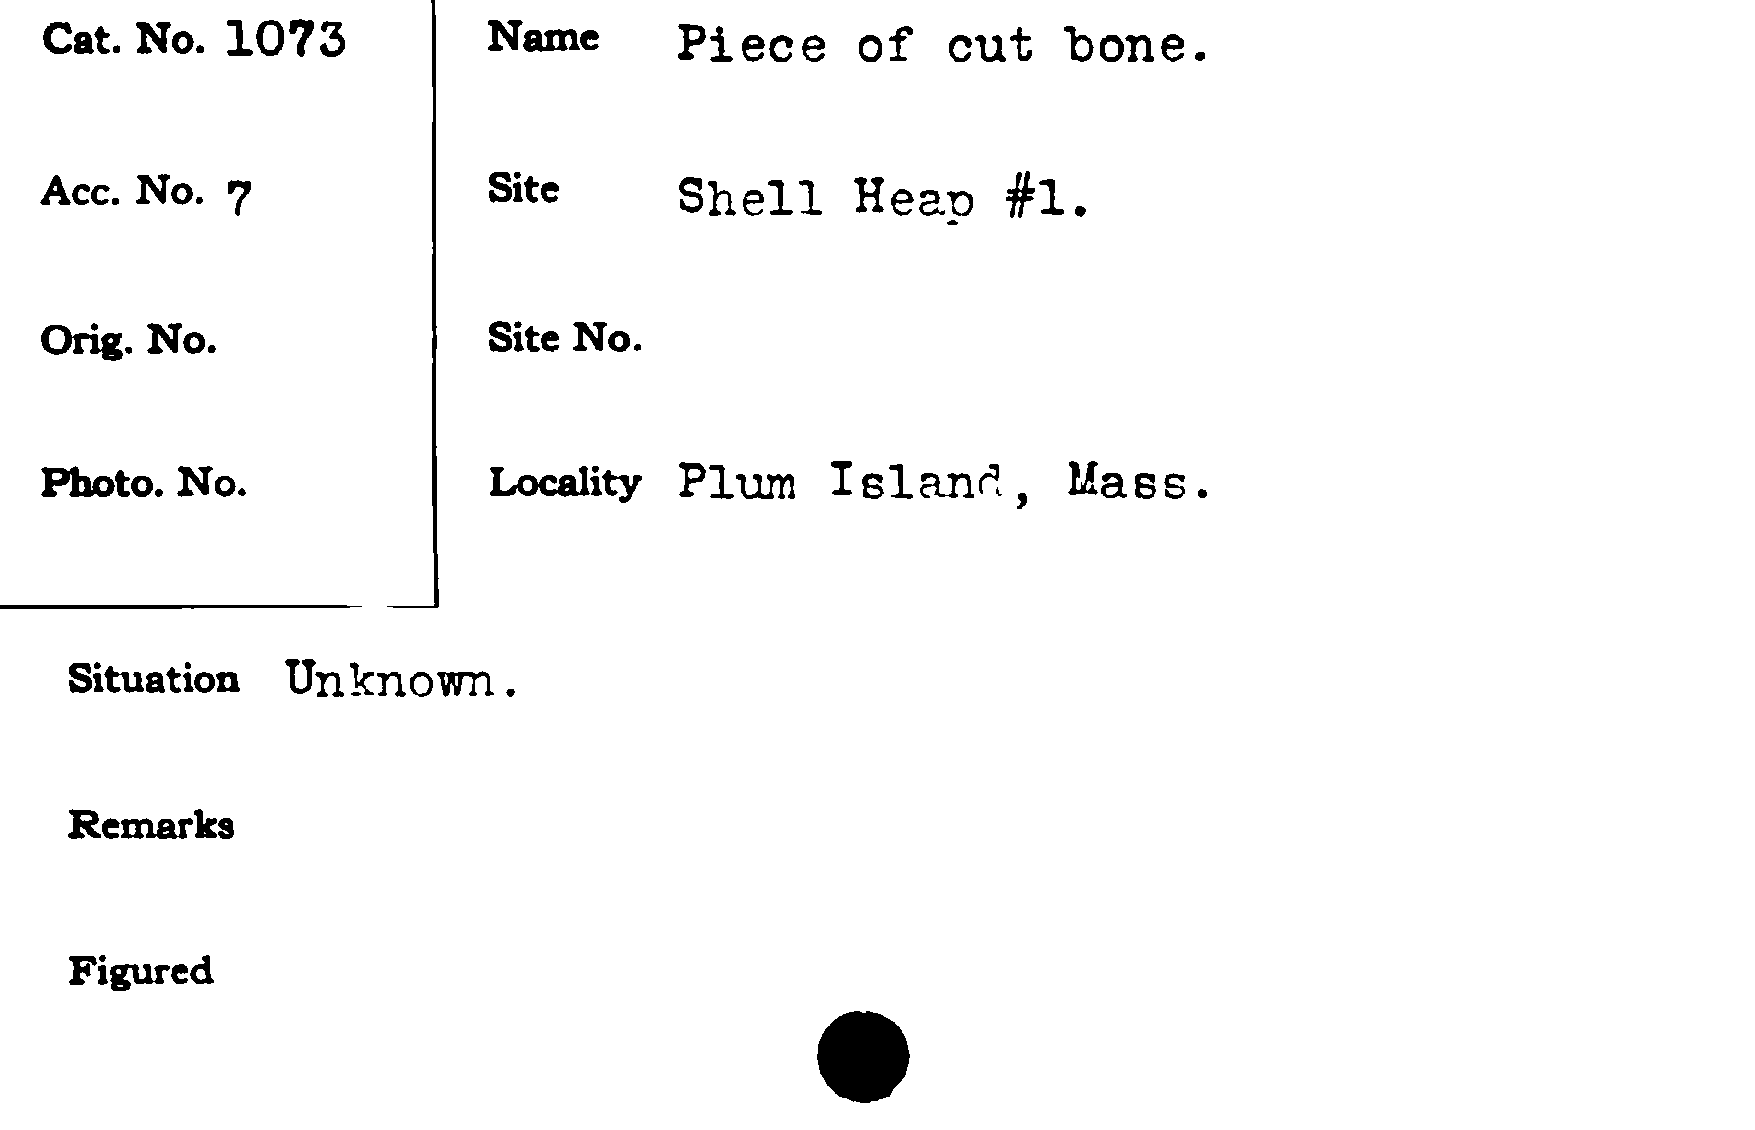 Cat. No. 1073
Name Piece of cut bone.
Acc. No. 7
Site Shell Heap #1.
Orig. No.
Site No.
Photo. No.
Locality Plum Island, Mass.
Situation Unknown.
Remarks
Figured